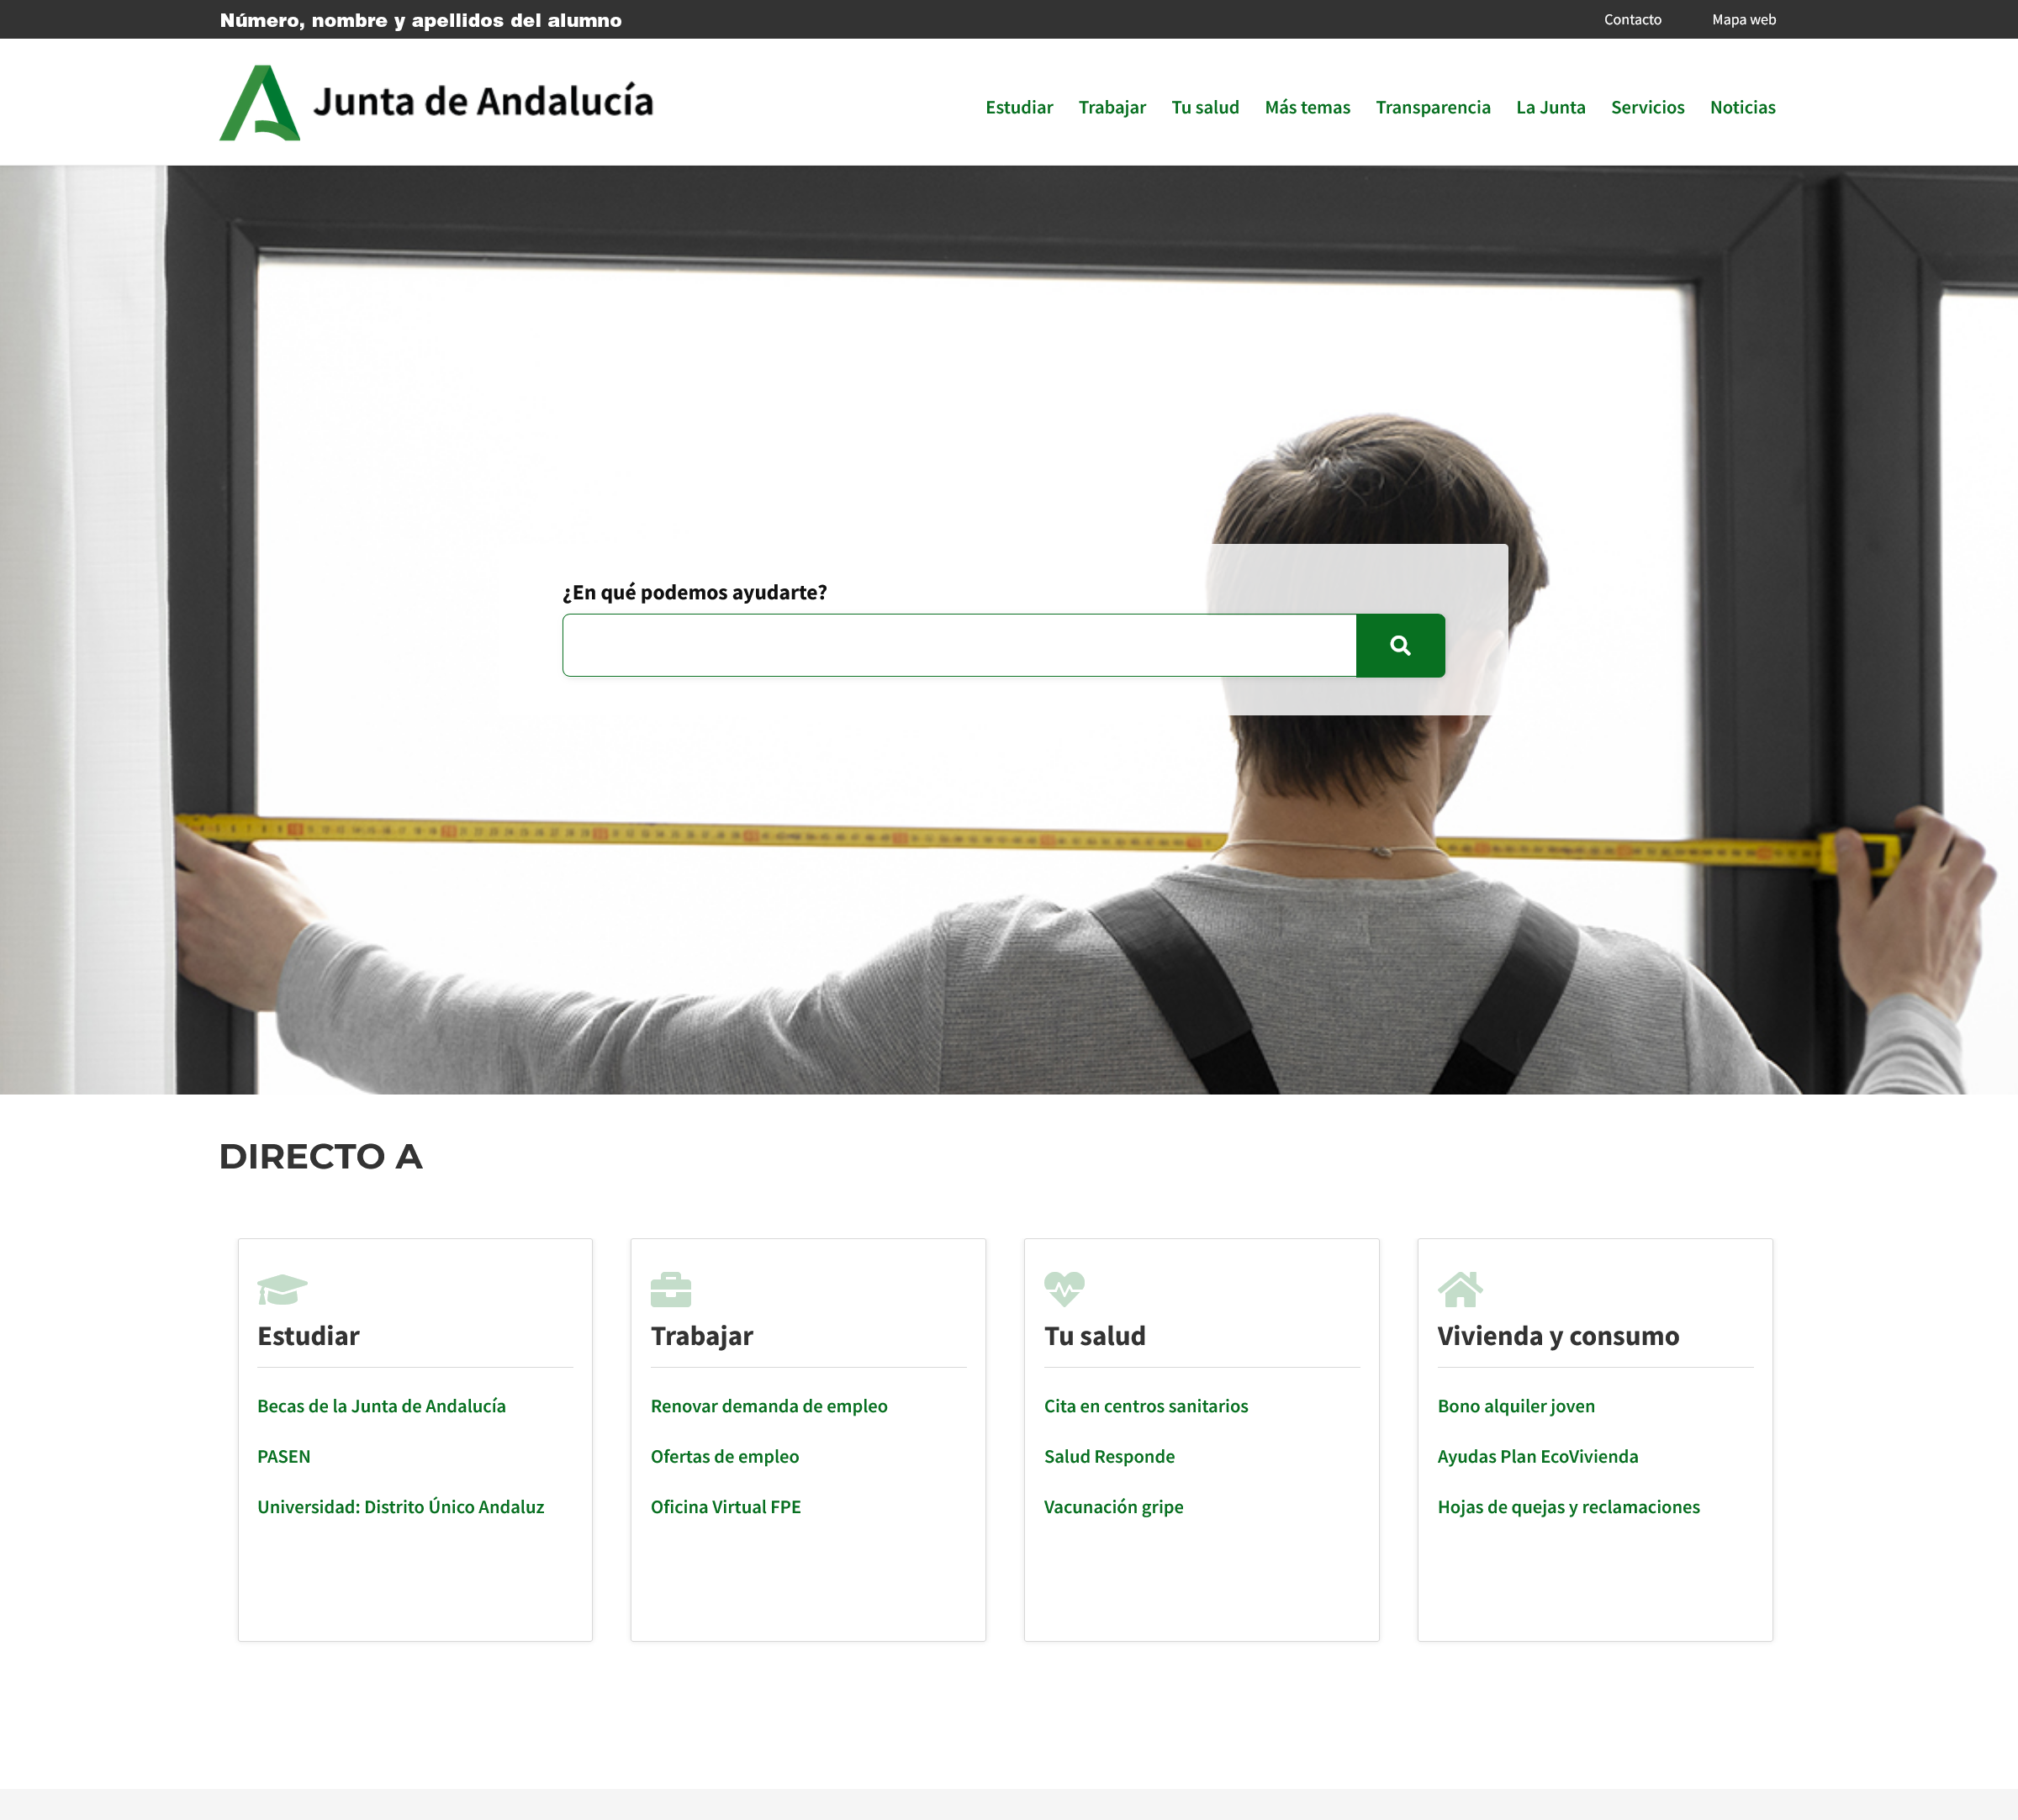 Número, nombre y apellidos del alumno
Contacto
Mapa web
Junta de Andalucía
Estudiar
Trabajar
Tu salud
Más temas
Transparencia
La Junta
Servicios
Noticias
¿En qué podemos ayudarte?
DIRECTO A
Estudiar
Becas de la Junta de Andalucía
PASEN
Universidad: Distrito Único Andaluz
Trabajar
Renovar demanda de empleo
Ofertas de empleo
Oficina Virtual FPE
Tu salud
Cita en centros sanitarios
Salud Responde
Vacunación gripe
Vivienda y consumo
Bono alquiler joven
Ayudas Plan EcoVivienda
Hojas de quejas y reclamaciones